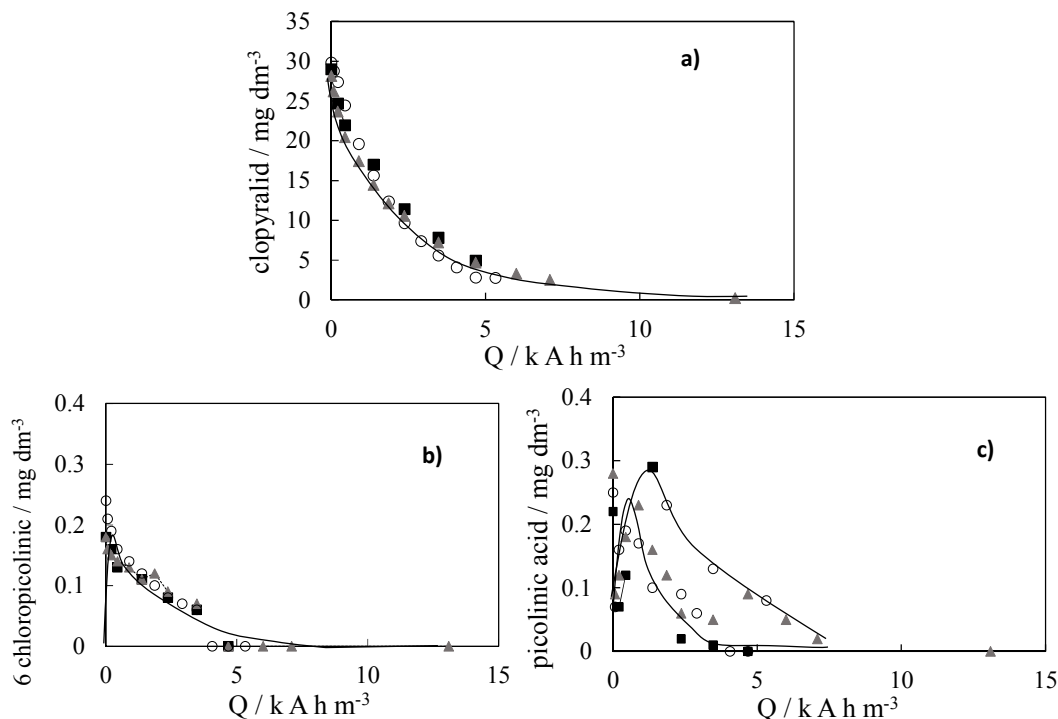 a)
clopyralid / mg dm-3
35
30
25
20
15
10
5
0
0 5 10 15
Q / k A h m-3
b)
6 chloropicolinic / mg dm-3
0.4
0.3
0.2
0.1
0
0 5 10 15
Q / k A h m-3
c)
picolinic acid / mg dm-3
0.4
0.3
0.2
0.1
0
0 5 10 15
Q / k A h m-3